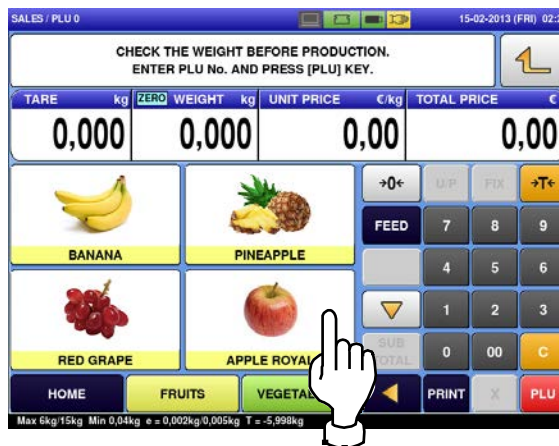 SALES / PLU 0
15-02-2013 (FRI) 02:
CHECK THE WEIGHT BEFORE PRODUCTION.
ENTER PLU No. AND PRESS [PLU] KEY.
TARE kg ZERO WEIGHT kg UNIT PRICE €/kg TOTAL PRICE €
0,000 0,000 0,00 0,00
→0← U/P FIX →T←
FEED 7 8 9
BANANA PINEAPPLE
4 5 6
1 2 3
SUB TOTAL 0 00 C
RED GRAPE APPLE ROYAL
HOME FRUITS PRINT X PLU
Max 6kg/15kg Min 0,04kg e = 0,002kg/0,005kg T = -5,998kg